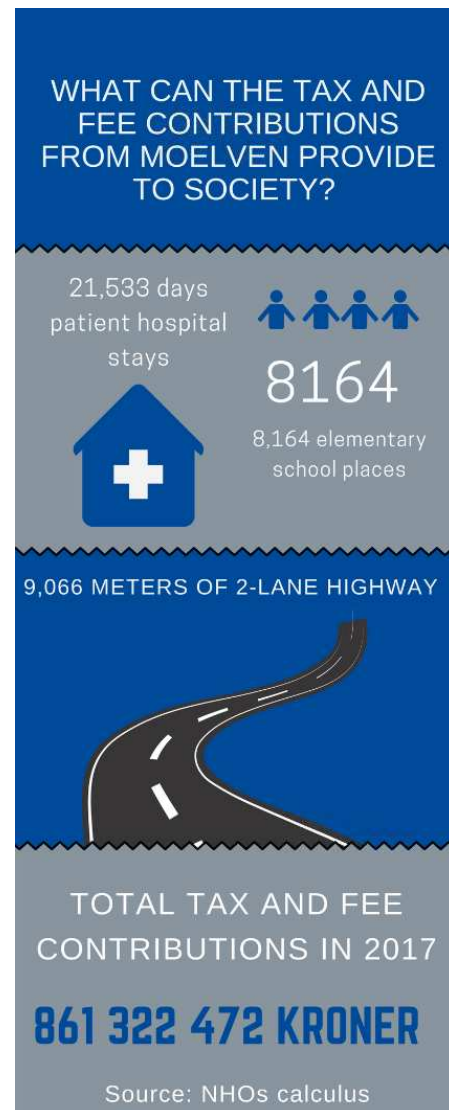 WHAT CAN THE TAX AND
FEE CONTRIBUTIONS
FROM MOELVEN PROVIDE
TO SOCIETY?
21,533 days
patient hospital
stays
8164
8,164 elementary
school places
9,066 METERS OF 2-LANE HIGHWAY
TOTAL TAX AND FEE
CONTRIBUTIONS IN 2017
861 322 472 KRONER
Source: NHOs calculus